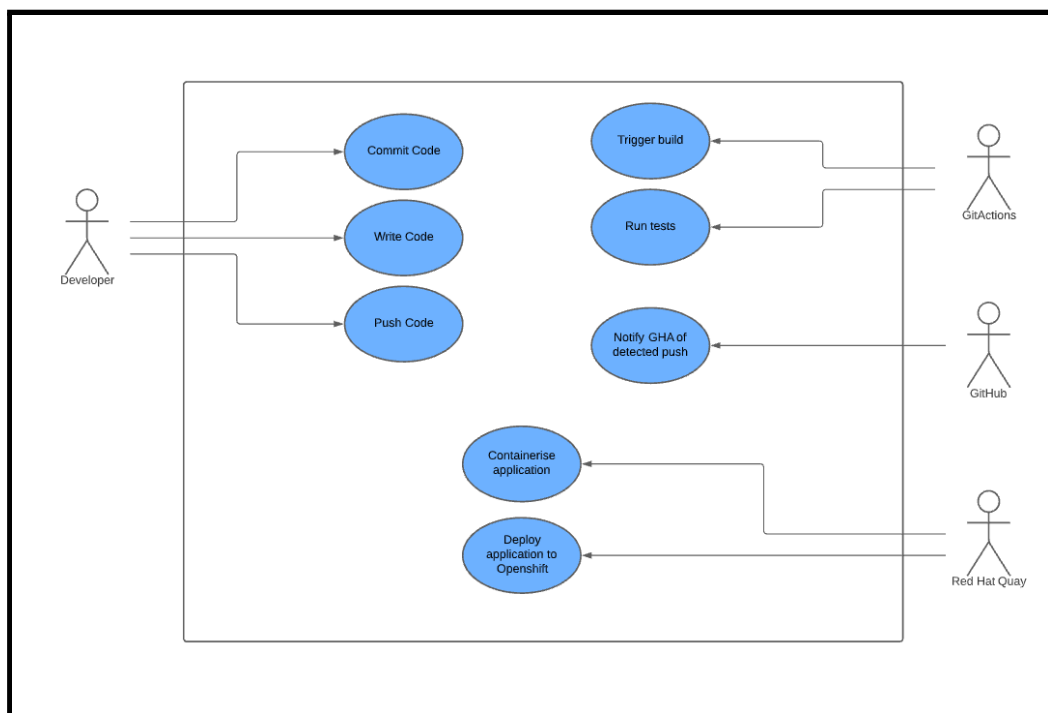 Commit Code
Write Code
Push Code
Developer
Trigger build
Run tests
Notify GHA of
detected push
Containerise
application
Deploy
application to
Openshift
GitActions
GitHub
Red Hat Quay